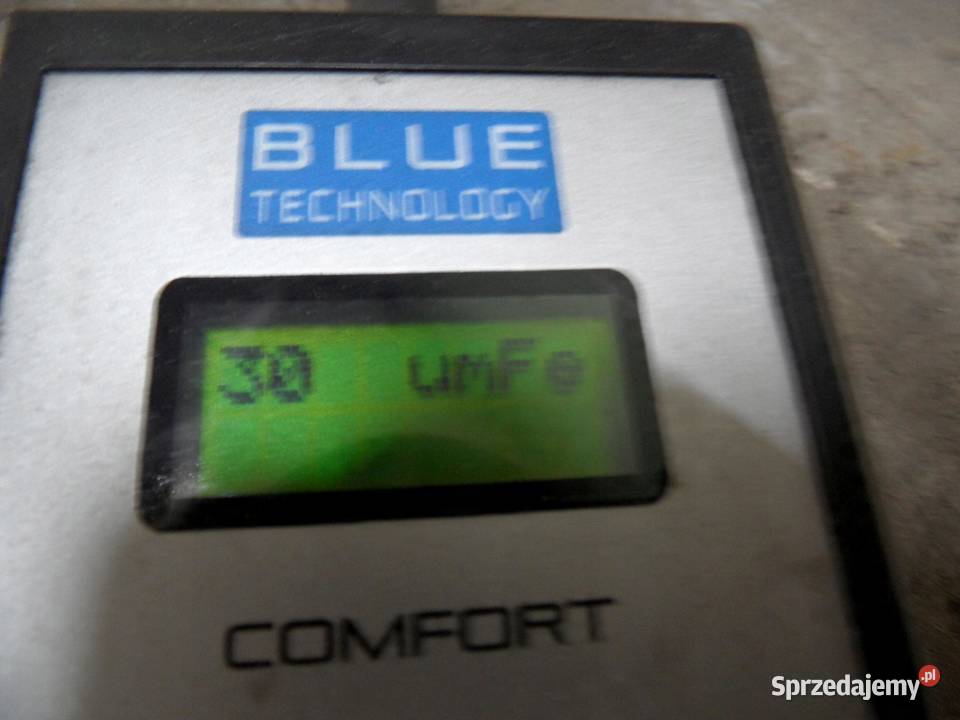 BLUE
TECHNOLOGY
30 umFe
COMFORT
Sprzedajemy.pl